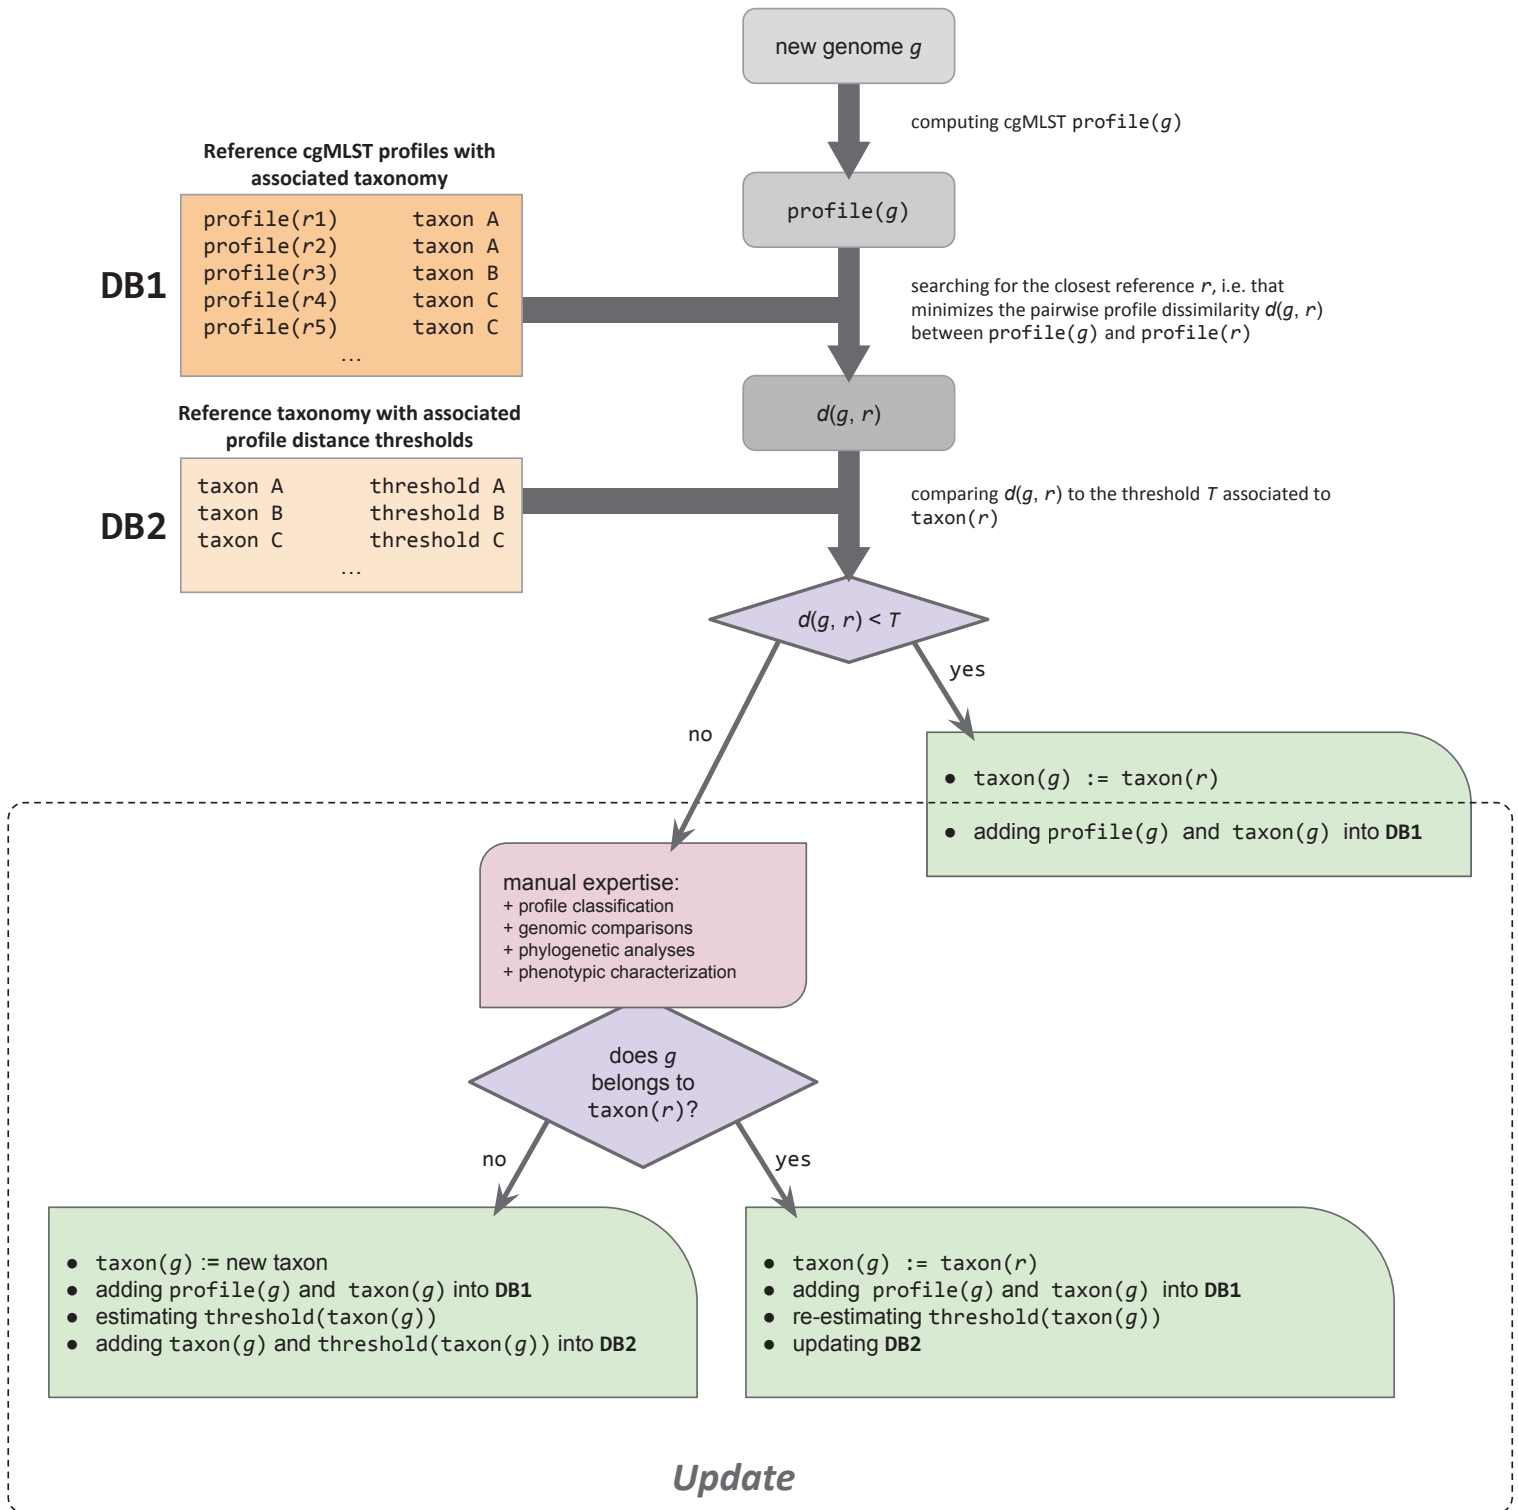 new genome g
computing cgMLST profile(g)
Reference cgMLST profiles with
associated taxonomy
DB1
profile(r1) taxon A
profile(r2) taxon A
profile(r3) taxon B
profile(r4) taxon C
profile(r5) taxon C
...
profile(g)
searching for the closest reference r, i.e. that
minimizes the pairwise profile dissimilarity d(g, r)
between profile(g) and profile(r)
d(g, r)
Reference taxonomy with associated
profile distance thresholds
DB2
taxon A threshold A
taxon B threshold B
taxon C threshold C
...
comparing d(g, r) to the threshold T associated to
taxon(r)
d(g, r) < T
yes
no
● taxon(g) := taxon(r)
● adding profile(g) and taxon(g) into DB1
manual expertise:
+ profile classification
+ genomic comparisons
+ phylogenetic analyses
+ phenotypic characterization
does g
belongs to
taxon(r)?
no
yes
● taxon(g) := new taxon
● adding profile(g) and taxon(g) into DB1
● estimating threshold(taxon(g))
● adding taxon(g) and threshold(taxon(g)) into DB2
● taxon(g) := taxon(r)
● adding profile(g) and taxon(g) into DB1
● re-estimating threshold(taxon(g))
● updating DB2
Update